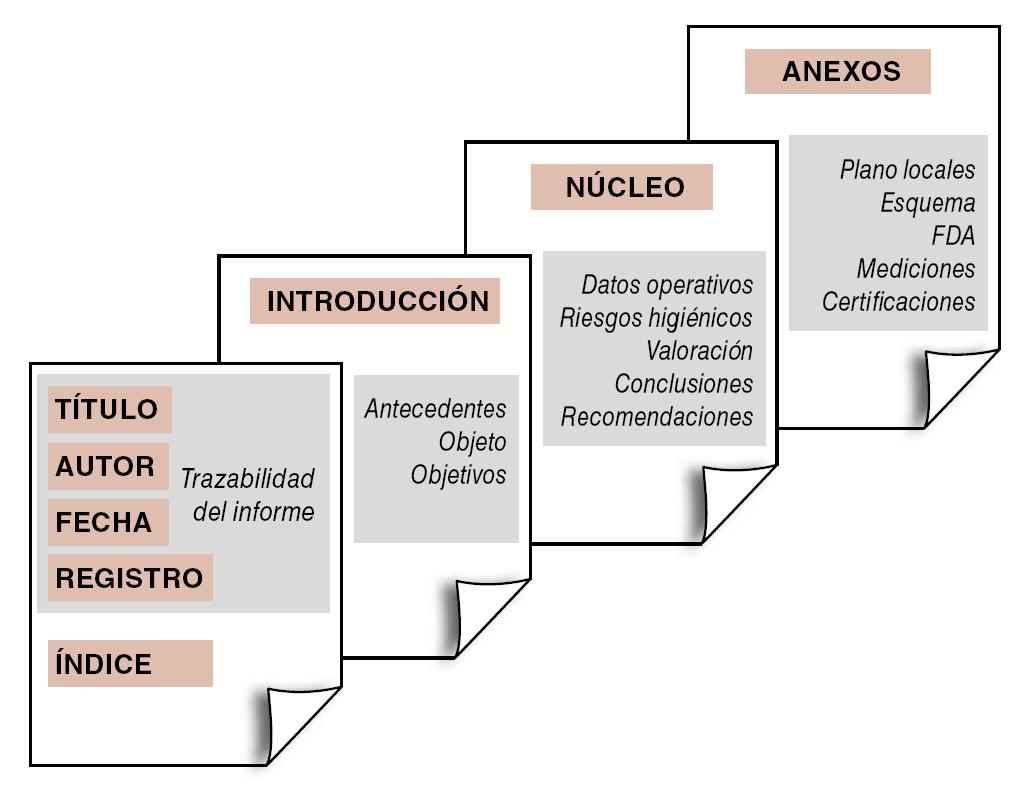 TÍTULO
AUTOR
FECHA
REGISTRO
Trazabilidad
del informe
ÍNDICE
INTRODUCCIÓN
Antecedentes
Objeto
Objetivos
NÚCLEO
Datos operativos
Riesgos higiénicos
Valoración
Conclusiones
Recomendaciones
ANEXOS
Plano locales
Esquema
FDA
Mediciones
Certificaciones